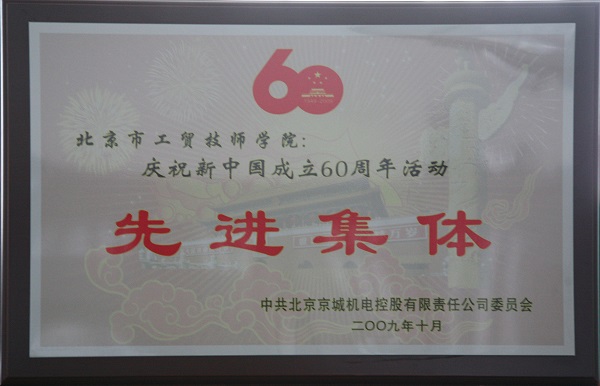 60
1949-2009
北京市工贸技师学院：
庆祝新中国成立60周年活动
先进集体
中共北京京城机电控股有限责任公司委员会
二〇〇九年十月